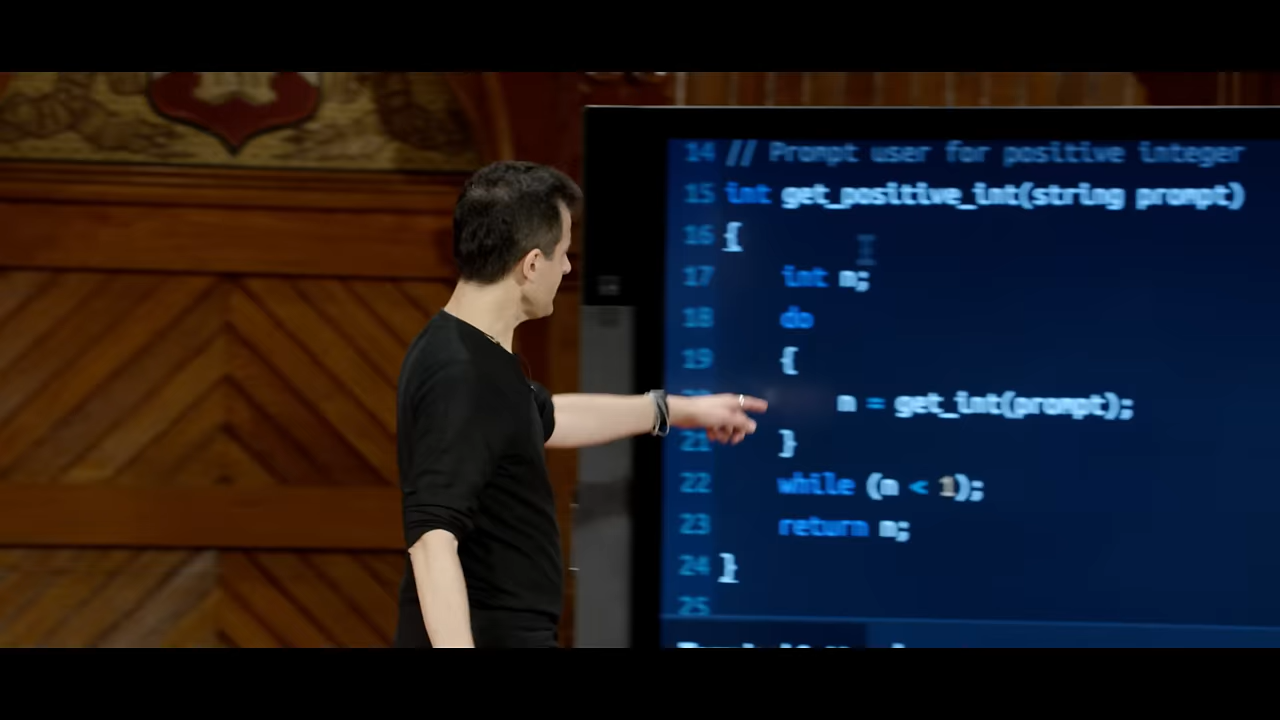 14 // Prompt user for positive integer
15 int get_positive_int(string prompt)
16 {
17 int n;
18 do
19 {
n = get_int(prompt);
21 }
22 while (n < 1);
23 return n;
24 }
25